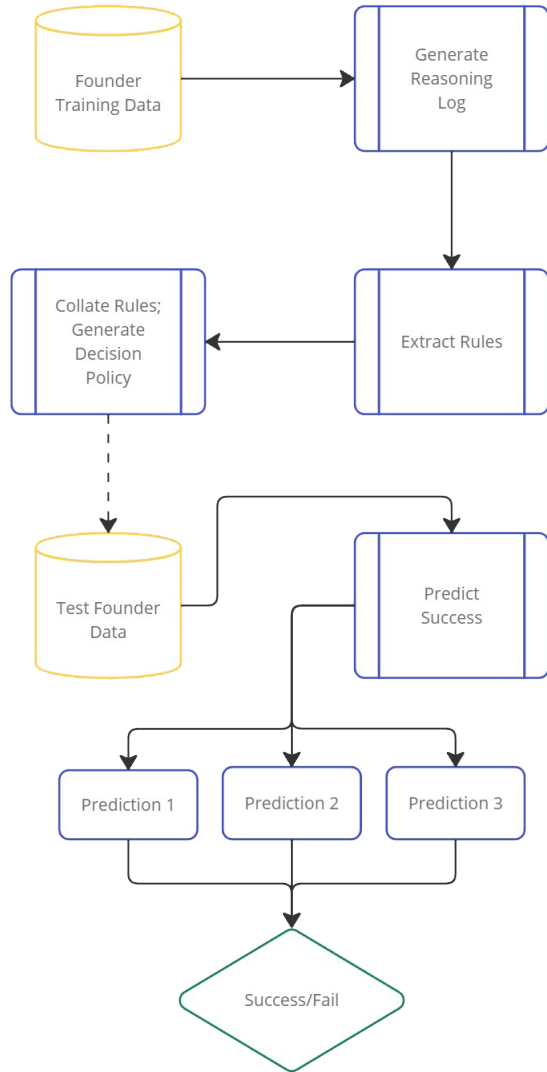 Founder
Training Data
Generate
Reasoning
Log
Collate Rules;
Generate
Decision
Policy
Extract Rules
Test Founder
Data
Predict
Success
Prediction 1
Prediction 2
Prediction 3
Success/Fail